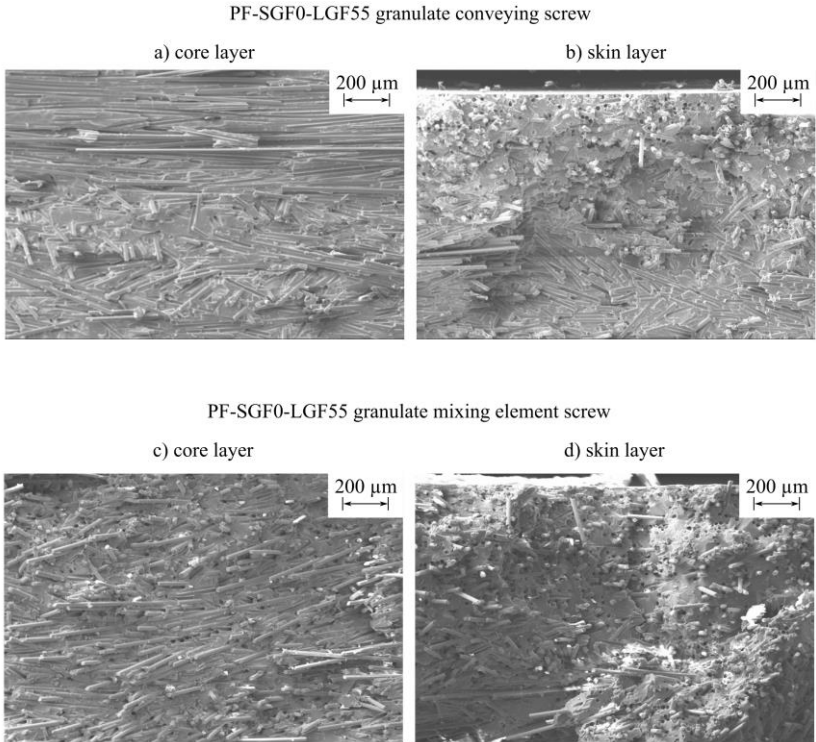 PF-SGF0-LGF55 granulate conveying screw
a) core layer
b) skin layer
200 µm
200 µm
PF-SGF0-LGF55 granulate mixing element screw
c) core layer
d) skin layer
200 µm
200 µm